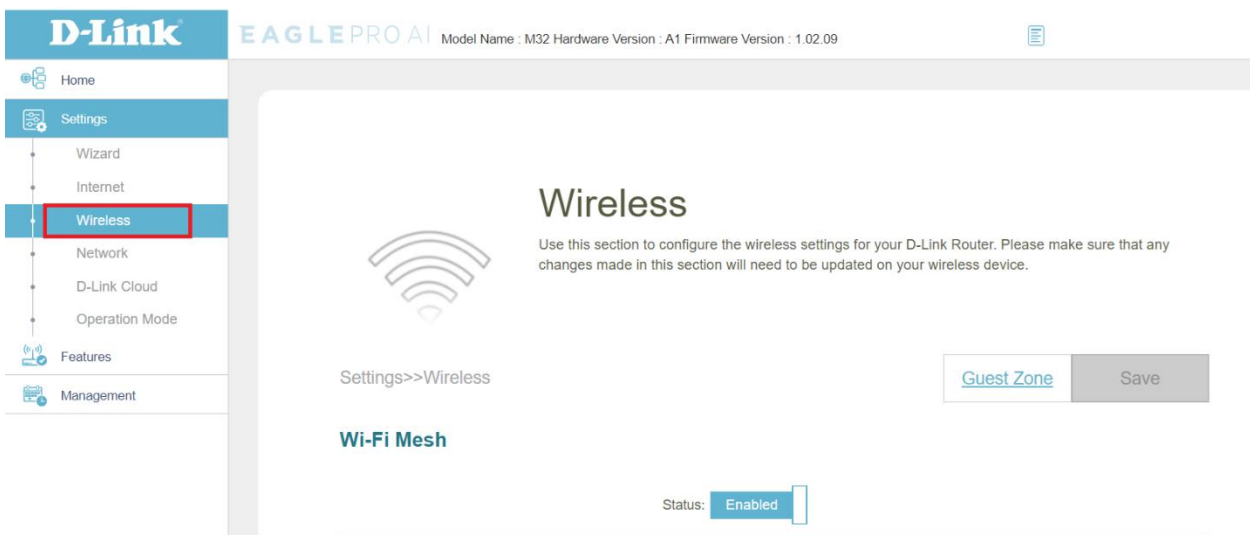 D-Link
EAGLE PRO AI Model Name : M32 Hardware Version : A1 Firmware Version : 1.02.09
Home
Settings
Wizard
Internet
Wireless
Network
D-Link Cloud
Operation Mode
Features
Management
Wireless
Use this section to configure the wireless settings for your D-Link Router. Please make sure that any
changes made in this section will need to be updated on your wireless device.
Settings>>Wireless
Guest Zone
Save
Wi-Fi Mesh
Status: Enabled